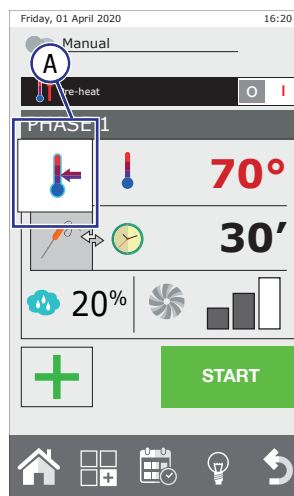 Friday, 01 April 2020 16:20
Manual
A
re-heat O I
PHASE 1
70°
30′
20%
START